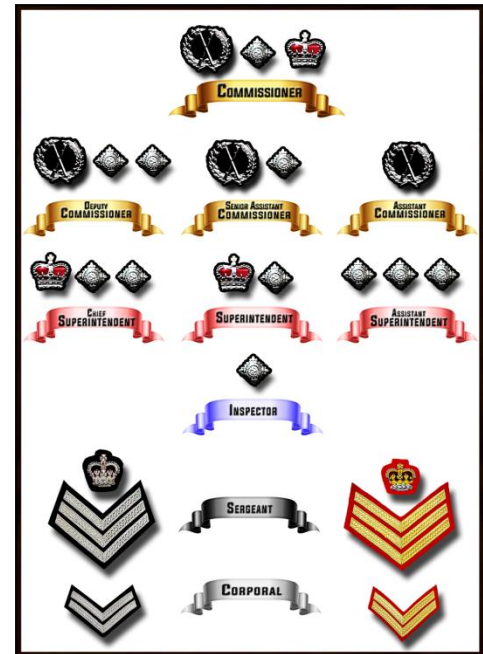 COMMISSIONER
DEPUTY
COMMISSIONER
SENIOR ASSISTANT
COMMISSIONER
ASSISTANT
COMMISSIONER
CHIEF
SUPERINTENDENT
SUPERINTENDENT
ASSISTANT
SUPERINTENDENT
INSPECTOR
SERGEANT
CORPORAL